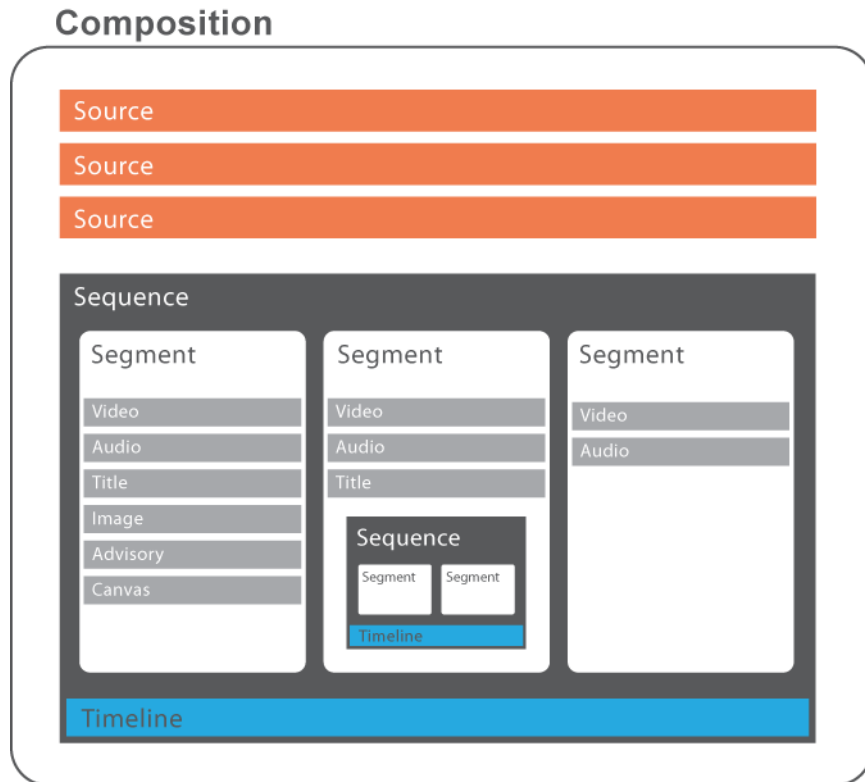 Composition
Source
Source
Source
Sequence
Segment
Video
Audio
Title
Image
Advisory
Canvas
Segment
Video
Audio
Title
Sequence
Segment
Segment
Timeline
Segment
Video
Audio
Timeline